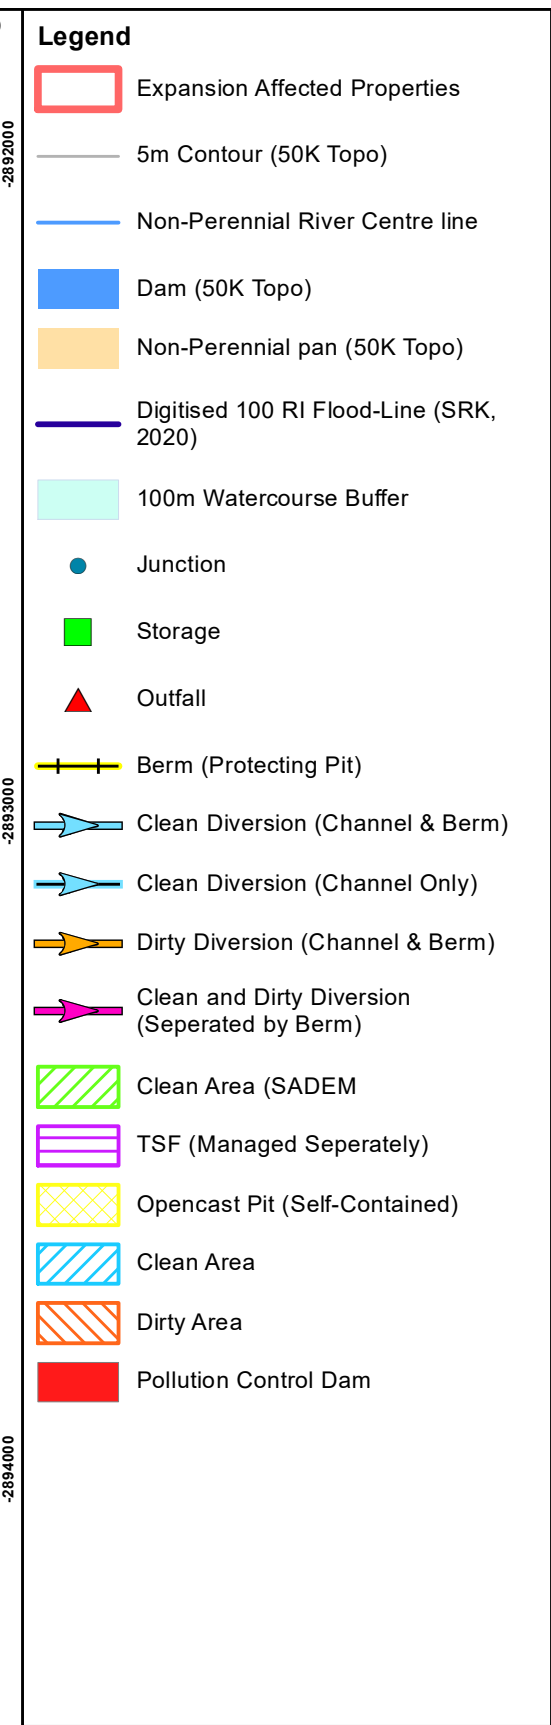 Legend
Expansion Affected Properties
5m Contour (50K Topo)
Non-Perennial River Centre line
Dam (50K Topo)
Non-Perennial pan (50K Topo)
Digitised 100 RI Flood-Line (SRK,
2020)
100m Watercourse Buffer
Junction
Storage
Outfall
Berm (Protecting Pit)
Clean Diversion (Channel & Berm)
Clean Diversion (Channel Only)
Dirty Diversion (Channel & Berm)
Clean and Dirty Diversion
(Seperated by Berm)
Clean Area (SADEM
TSF (Managed Seperately)
Opencast Pit (Self-Contained)
Clean Area
Dirty Area
Pollution Control Dam
-2892000
-2893000
-2894000